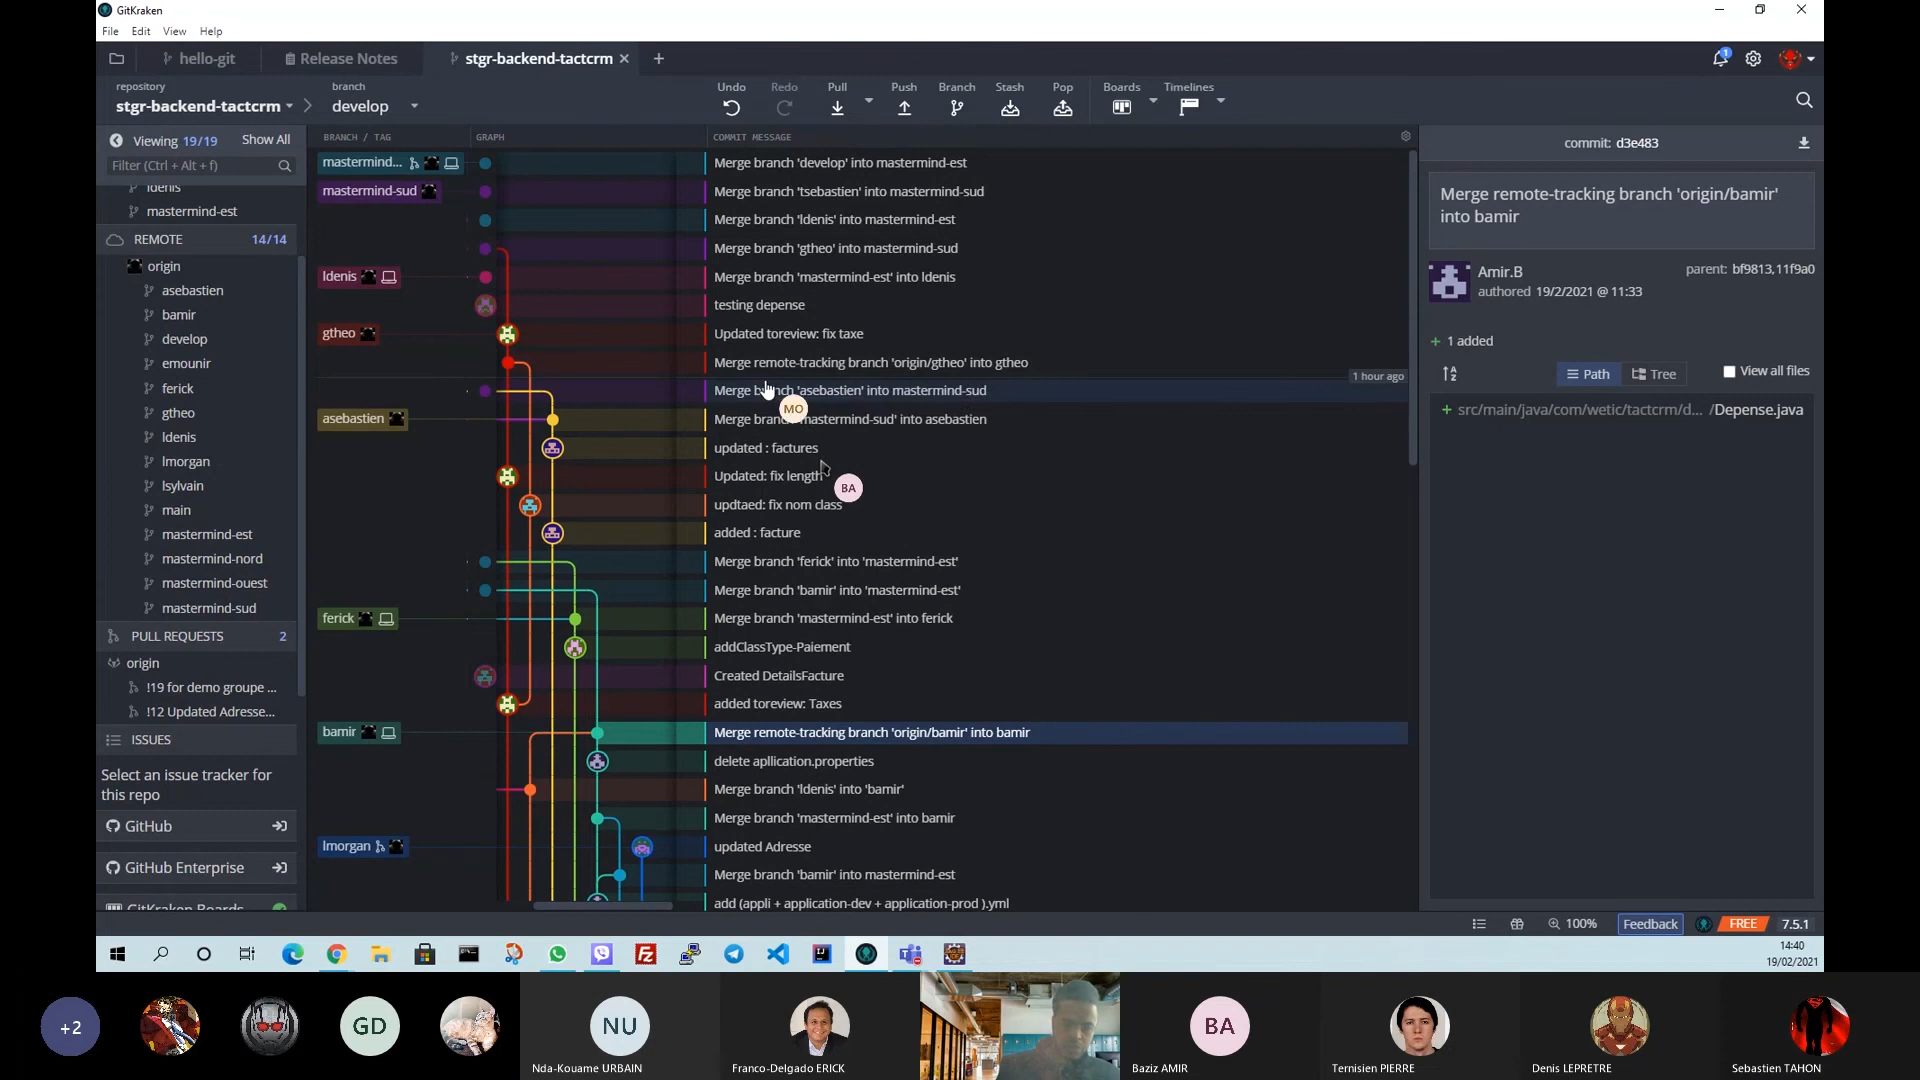 GitKraken
File Edit View Help
hello-git
Release Notes
stgr-backend-tactcrm
repository
stgr-backend-tactcrm
branch
develop
Undo
Redo
Pull
Push
Branch
Stash
Pop
Boards
Timelines
1
Viewing 19/19 Show All
Filter (Ctrl + Alt + f)
ldenis
mastermind-est
REMOTE 14/14
origin
asebastien
bamir
develop
emounir
ferick
gtheo
ldenis
lmorgan
lsylvain
main
mastermind-est
mastermind-nord
mastermind-ouest
mastermind-sud
PULL REQUESTS 2
origin
!19 for demo groupe ...
!12 Updated Adresse...
ISSUES
Select an issue tracker for
this repo
GitHub
GitHub Enterprise
GitKraken Boards
BRANCH / TAG
GRAPH
COMMIT MESSAGE
mastermind... Merge branch 'develop' into mastermind-est
mastermind-sud Merge branch 'tsebastien' into mastermind-sud
Merge branch 'ldenis' into mastermind-est
Merge branch 'gtheo' into mastermind-sud
ldenis Merge branch 'mastermind-est' into ldenis
testing depense
gtheo Updated toreview: fix taxe
Merge remote-tracking branch 'origin/gtheo' into gtheo
1 hour ago
Merge branch 'asebastien' into mastermind-sud
MO
asebastien Merge branch 'mastermind-sud' into asebastien
updated : factures
Updated: fix length
BA
updtaed: fix nom class
added : facture
Merge branch 'ferick' into 'mastermind-est'
Merge branch 'bamir' into 'mastermind-est'
ferick Merge branch 'mastermind-est' into ferick
addClassType-Paiement
Created DetailsFacture
added toreview: Taxes
bamir Merge remote-tracking branch 'origin/bamir' into bamir
delete apllication.properties
Merge branch 'ldenis' into 'bamir'
Merge branch 'mastermind-est' into bamir
lmorgan updated Adresse
Merge branch 'bamir' into mastermind-est
add (appli + application-dev + application-prod ).yml
commit: d3e483
Merge remote-tracking branch 'origin/bamir'
into bamir
Amir.B
authored 19/2/2021 @ 11:33
parent: bf9813,11f9a0
+ 1 added
Path
Tree
View all files
+ src/main/java/com/wetic/tactcrm/d... /Depense.java
100%
Feedback
FREE
7.5.1
14:40
19/02/2021
+2
GD
NU
Nda-Kouame URBAIN
Franco-Delgado ERICK
BA
Baziz AMIR
Ternisien PIERRE
Denis LEPRETRE
Sebastien TAHON